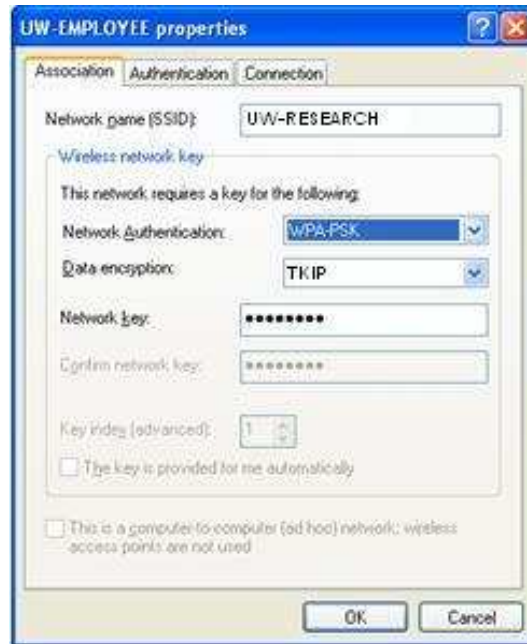 UW-EMPLOYEE properties
Association Authentication Connection
Network name (SSID): UW-RESEARCH
Wireless network key
This network requires a key for the following:
Network Authentication: WPA-PSK
Data encryption: TKIP
Network key: ••••••••
Confirm network key: ••••••••
Key index (advanced): 1
The key is provided for me automatically
This is a computer-to-computer (ad hoc) network; wireless
access points are not used
OK Cancel